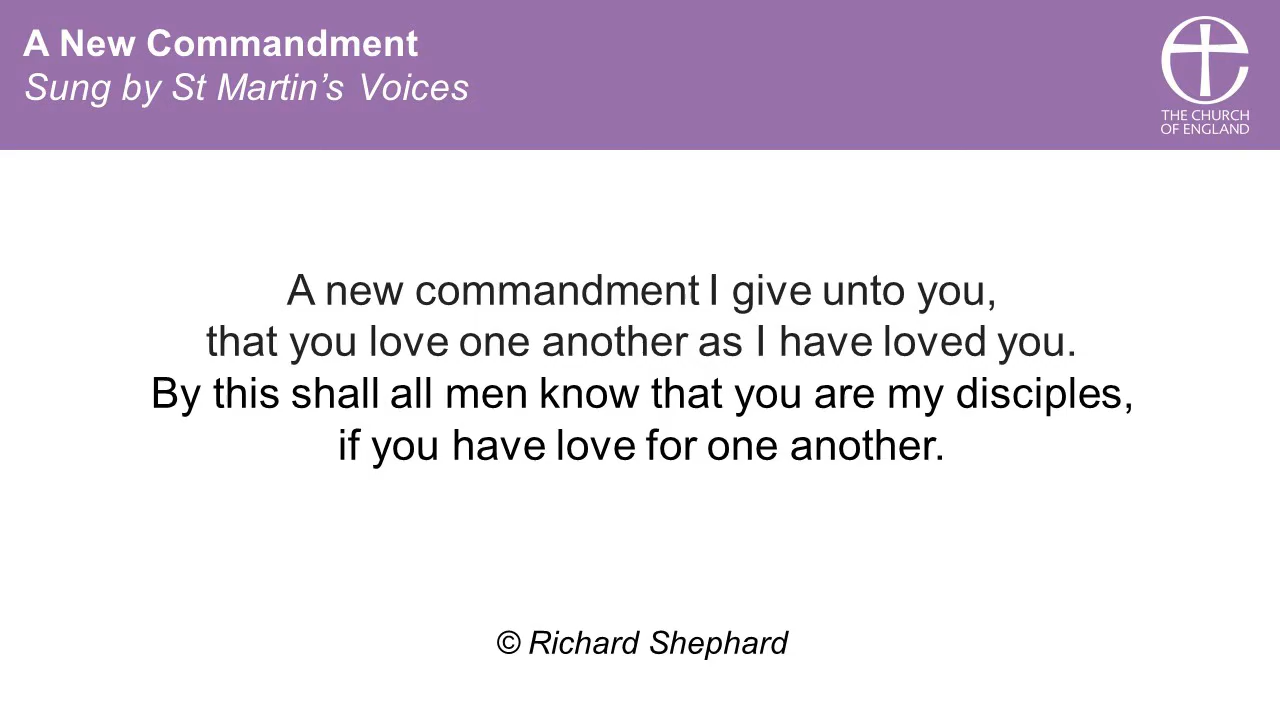 A New Commandment
Sung by St Martin’s Voices
THE CHURCH
OF ENGLAND
A new commandment I give unto you,
that you love one another as I have loved you.
By this shall all men know that you are my disciples,
if you have love for one another.
© Richard Shephard